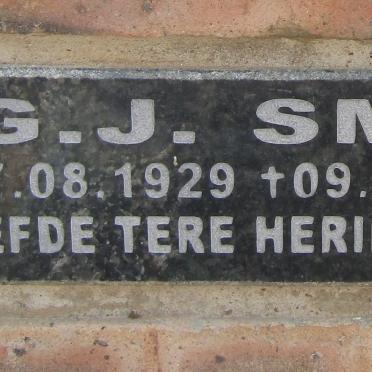 G.J. SM
.08.1929 ✝09.
EFDE TERE HERI